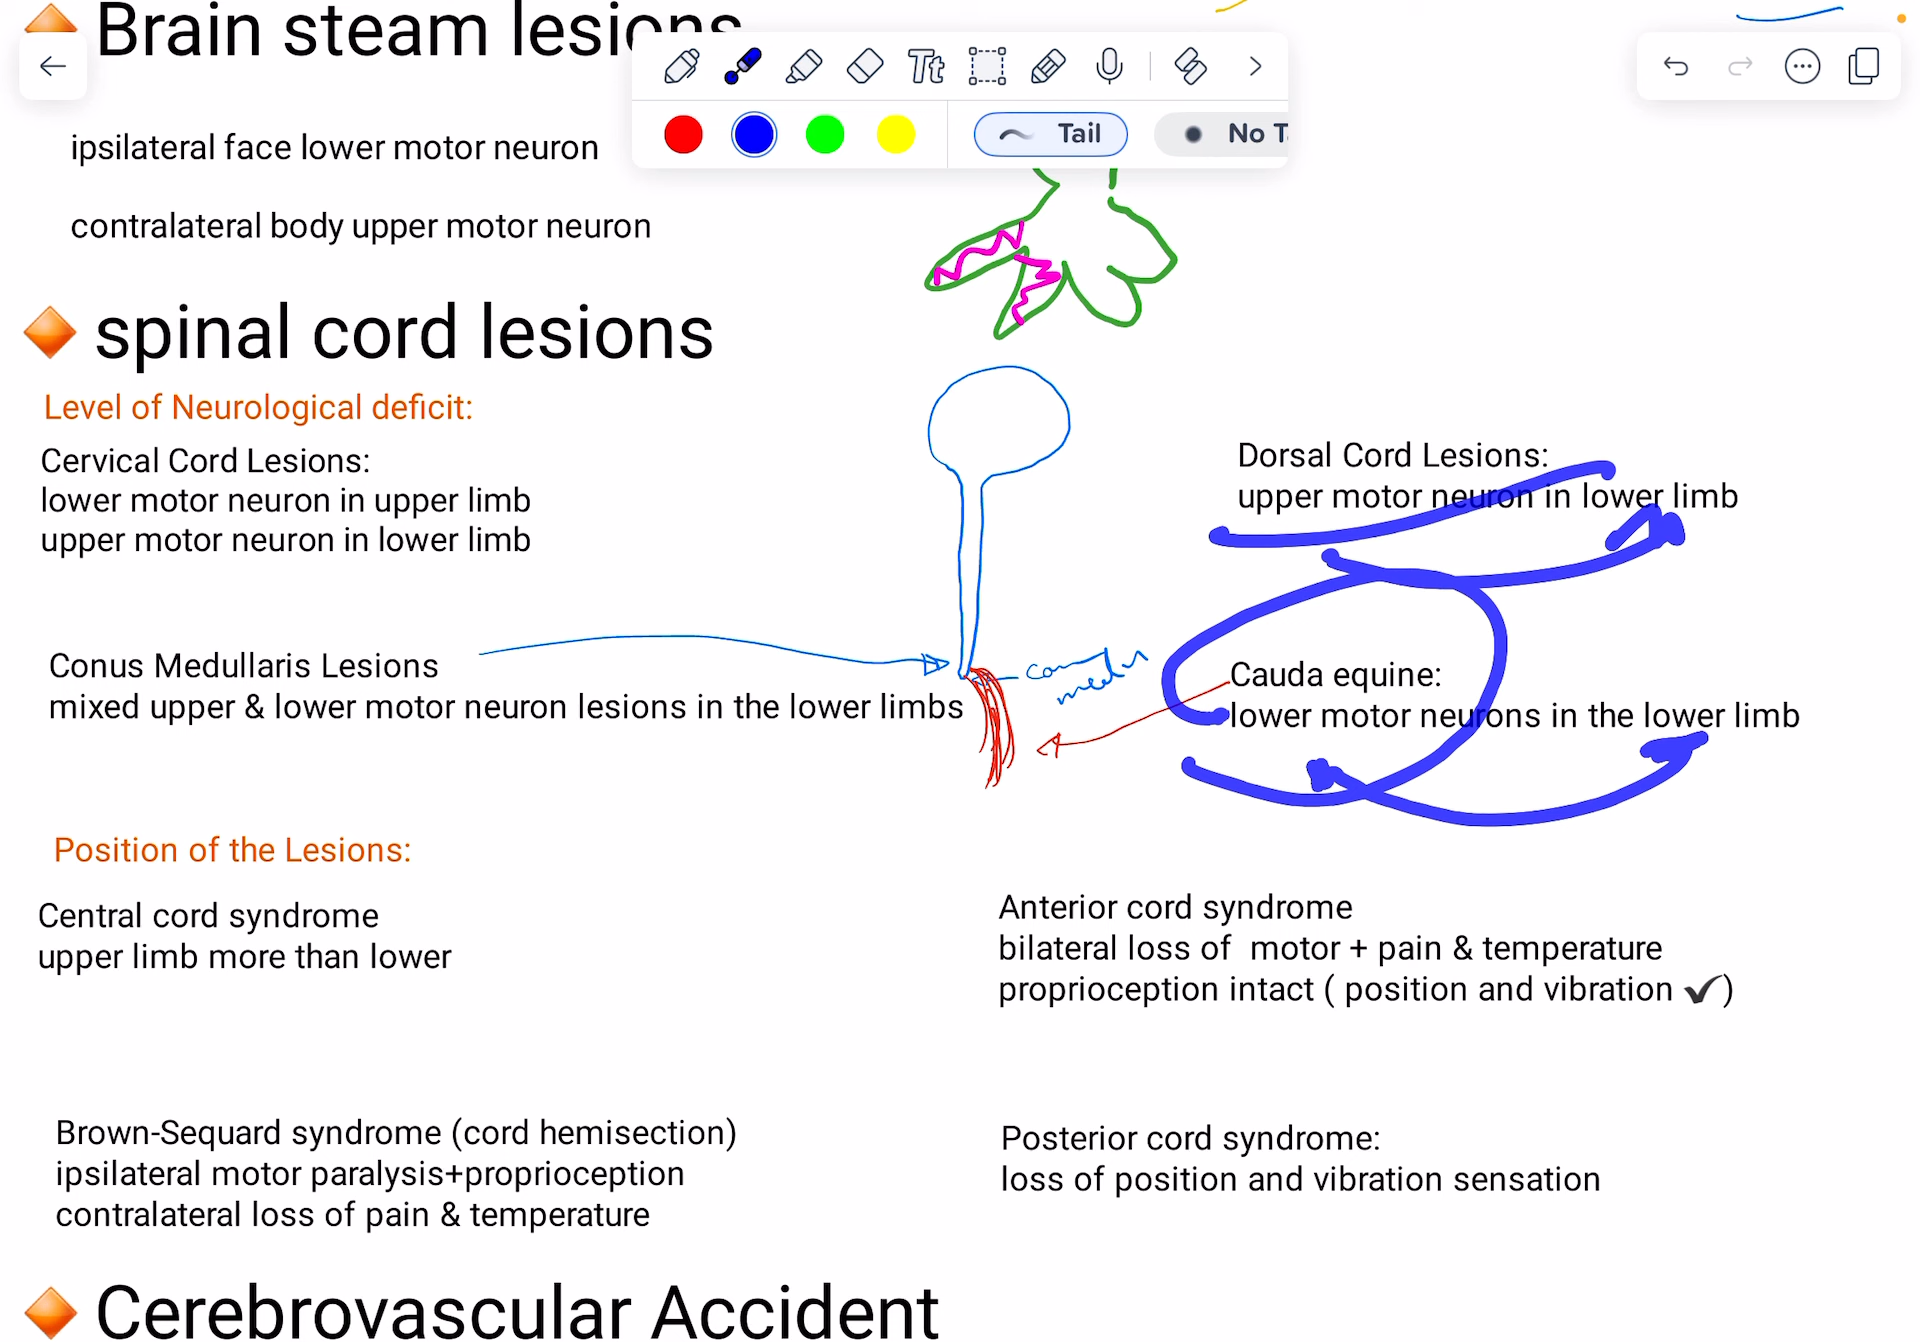 Brain steam lesions
Tail
No T
ipsilateral face lower motor neuron
contralateral body upper motor neuron
spinal cord lesions
Level of Neurological deficit:
Cervical Cord Lesions:
lower motor neuron in upper limb
upper motor neuron in lower limb
Dorsal Cord Lesions:
upper motor neuron in lower limb
Conus Medullaris Lesions
mixed upper & lower motor neuron lesions in the lower limbs
Cauda equine:
lower motor neurons in the lower limb
Position of the Lesions:
Central cord syndrome
upper limb more than lower
Anterior cord syndrome
bilateral loss of motor + pain & temperature
proprioception intact ( position and vibration ✔)
Brown-Sequard syndrome (cord hemisection)
ipsilateral motor paralysis+proprioception
contralateral loss of pain & temperature
Posterior cord syndrome:
loss of position and vibration sensation
Cerebrovascular Accident